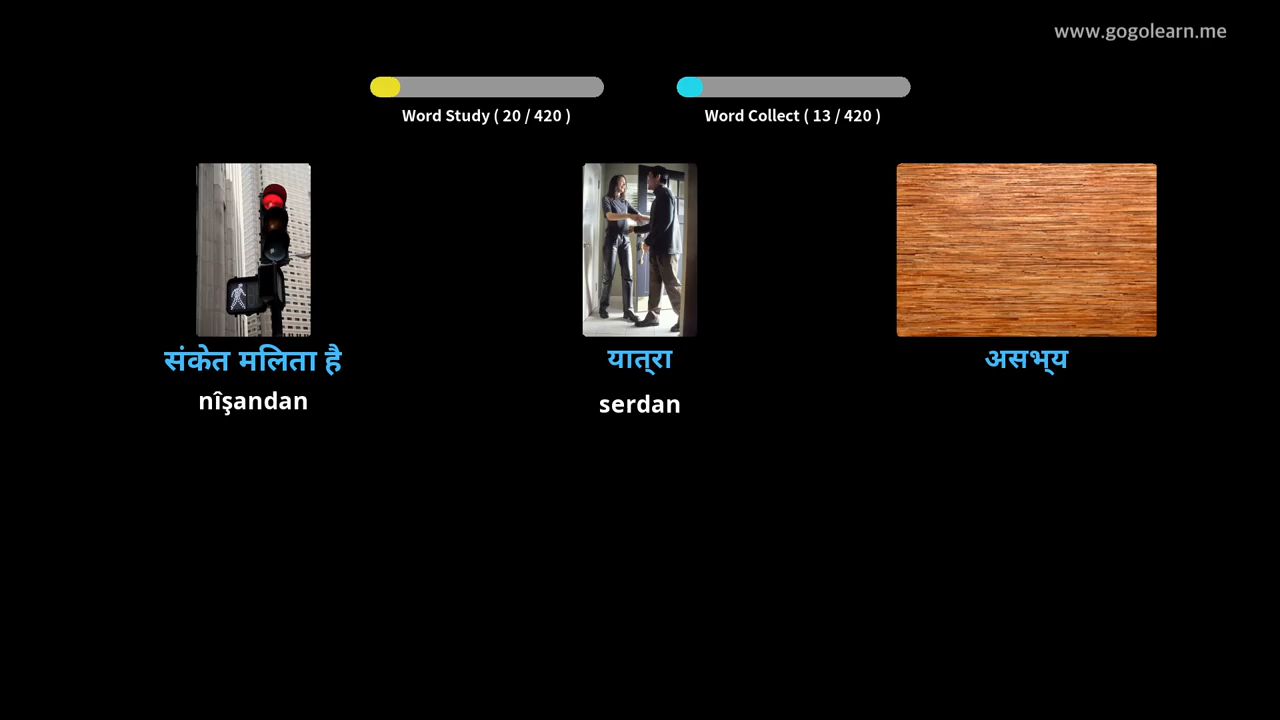 www.gogolearn.me
Word Study ( 20 / 420 )
Word Collect ( 13 / 420 )
संकेत मलिता है
nîşandan
यात्रा
serdan
असभ्य